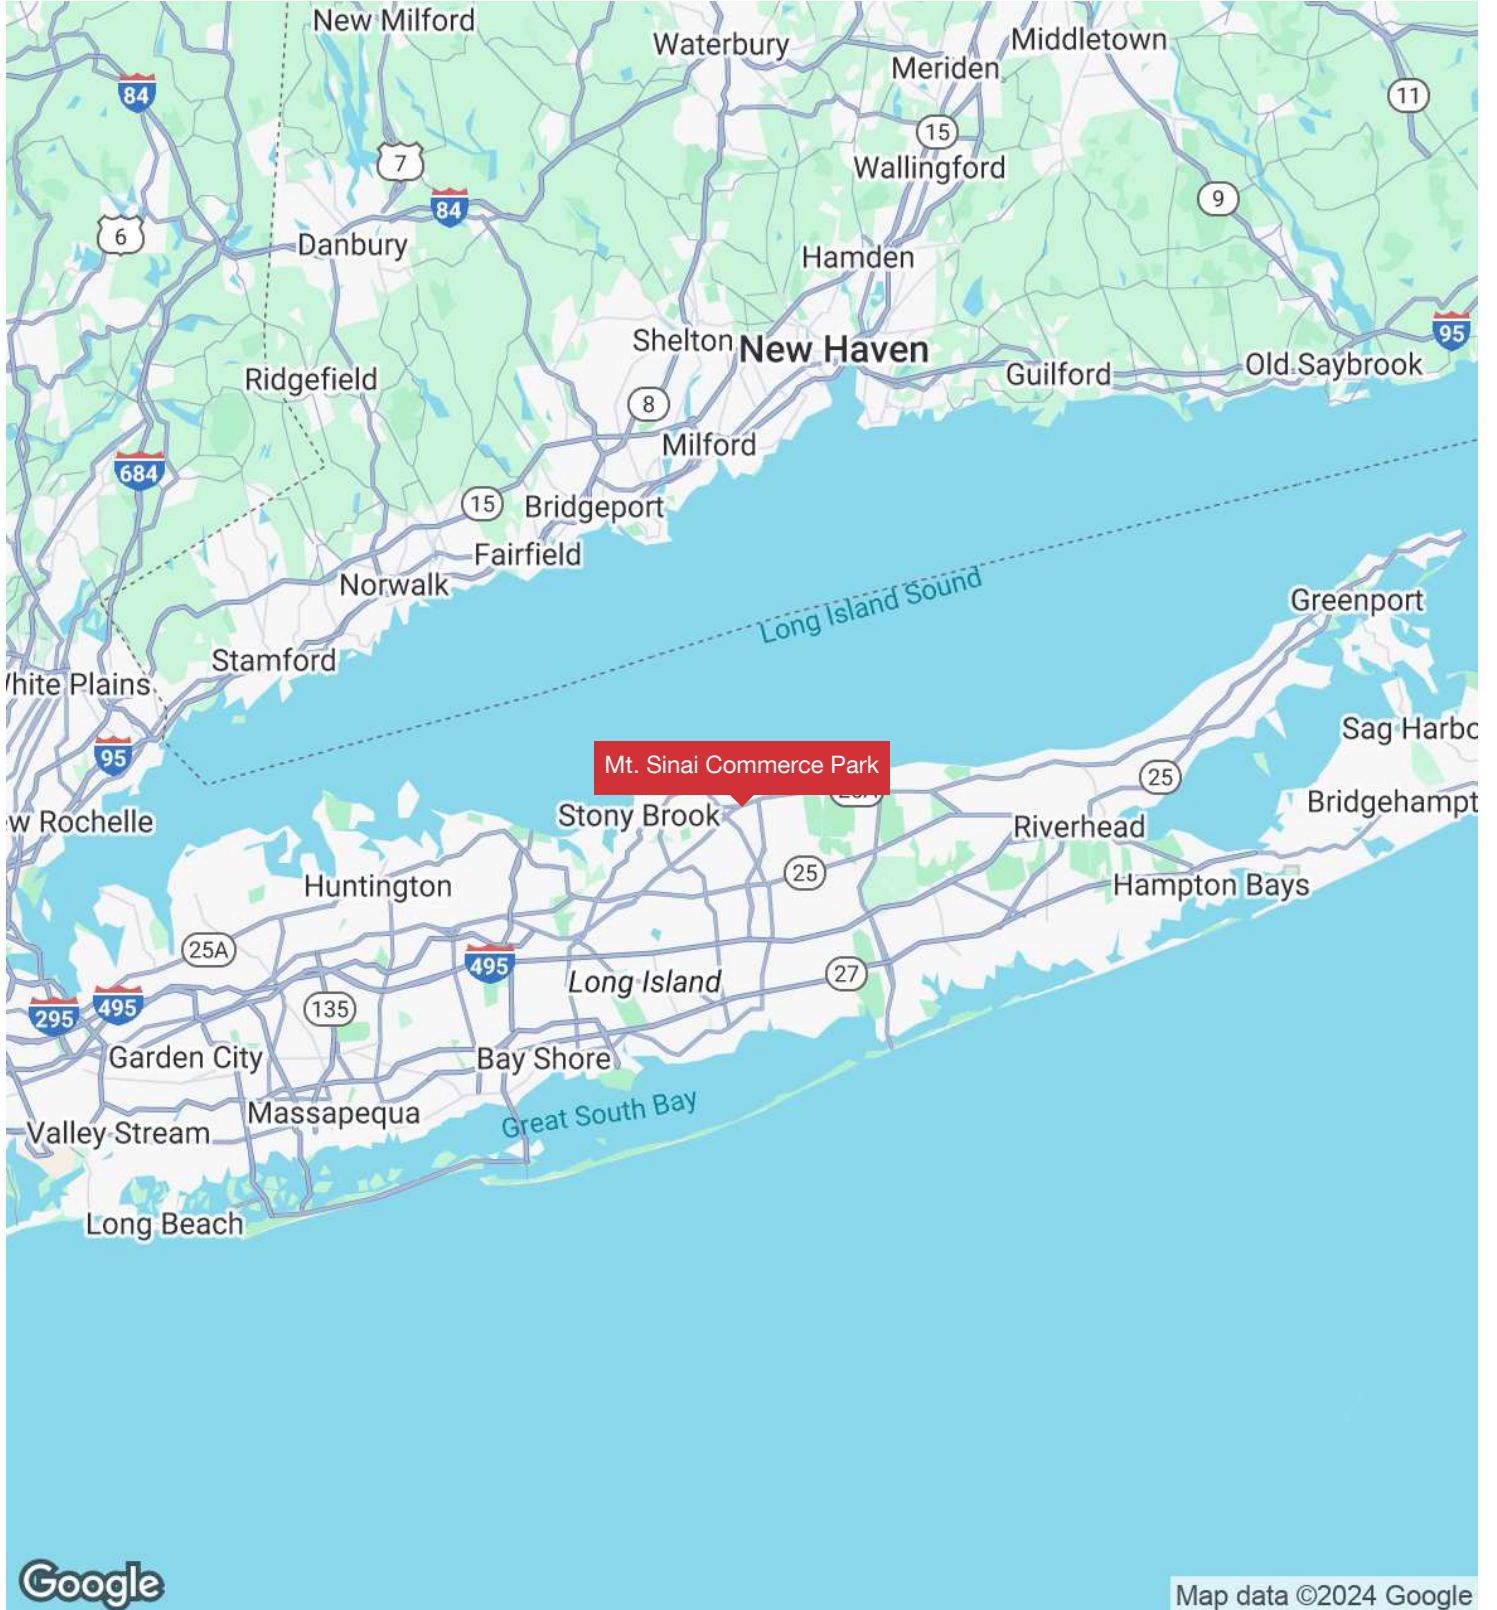 New Milford
Waterbury
Middletown
Meriden
84
11
15
7
Wallingford
9
84
6
Danbury
Hamden
95
Shelton
New Haven
Old Saybrook
Ridgefield
Guilford
8
Milford
684
15
Bridgeport
Fairfield
Norwalk
Long Island Sound
Greenport
Stamford
hite Plains
Sag Harbo
95
Mt. Sinai Commerce Park
25
Bridgehampt
Stony Brook
w Rochelle
Riverhead
25
Huntington
Hampton Bays
25A
495
27
Long Island
495
295
135
Garden City
Bay Shore
Massapequa
Great South Bay
Valley Stream
Long Beach
Google
Map data ©2024 Google